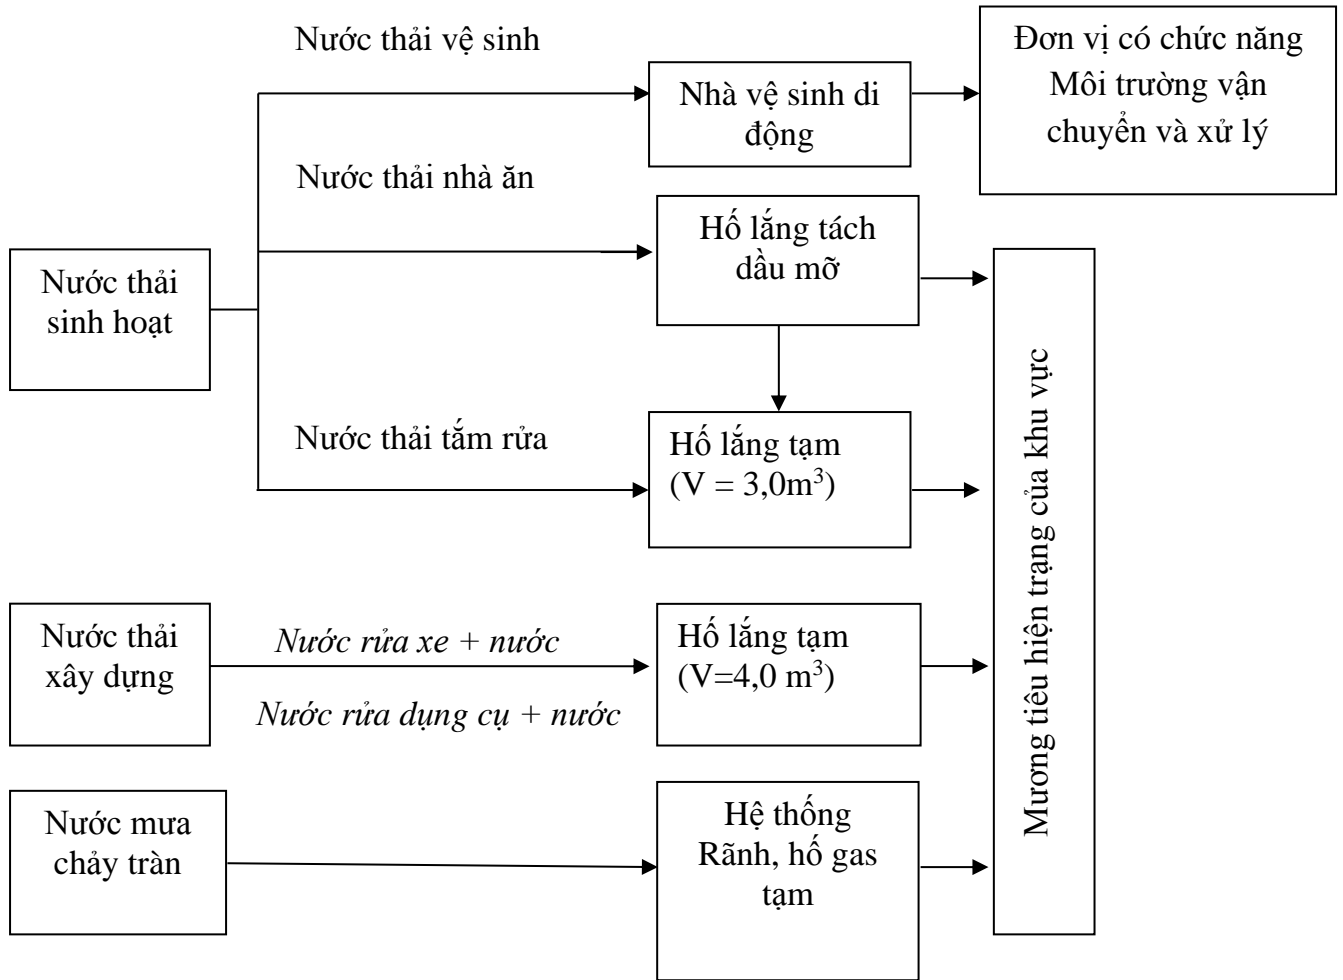 Nước thải vệ sinh
Đơn vị có chức năng
Môi trường vận
chuyển và xử lý
Nhà vệ sinh di
động
Nước thải nhà ăn
Hố lắng tách
dầu mỡ
Nước thải
sinh hoạt
Nước thải tắm rửa
Hố lắng tạm
(V = 3,0m³)
Mương tiêu hiện trạng của khu vực
Nước thải
xây dựng
Nước rửa xe + nước
Nước rửa dụng cụ + nước
Hố lắng tạm
(V=4,0 m³)
Nước mưa
chảy tràn
Hệ thống
Rãnh, hố gas
tạm